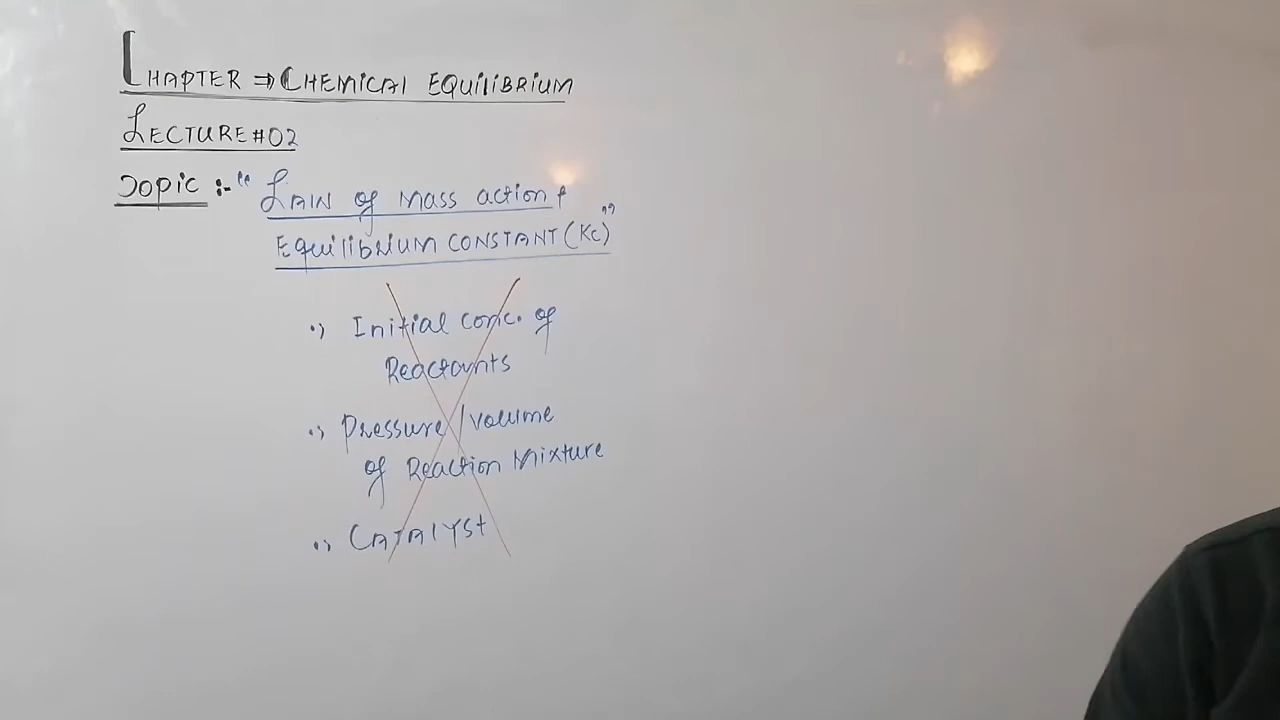 CHAPTER ⇒ CHEMICAL EQUILIBRIUM
LECTURE #02
Topic :- "LAW of Mass action &
EQUILIBRIUM CONSTANT (Kc)"
•, Initial conc. of
Reactants
•, Pressure/volume
of Reaction Mixture
•, CATALYSt